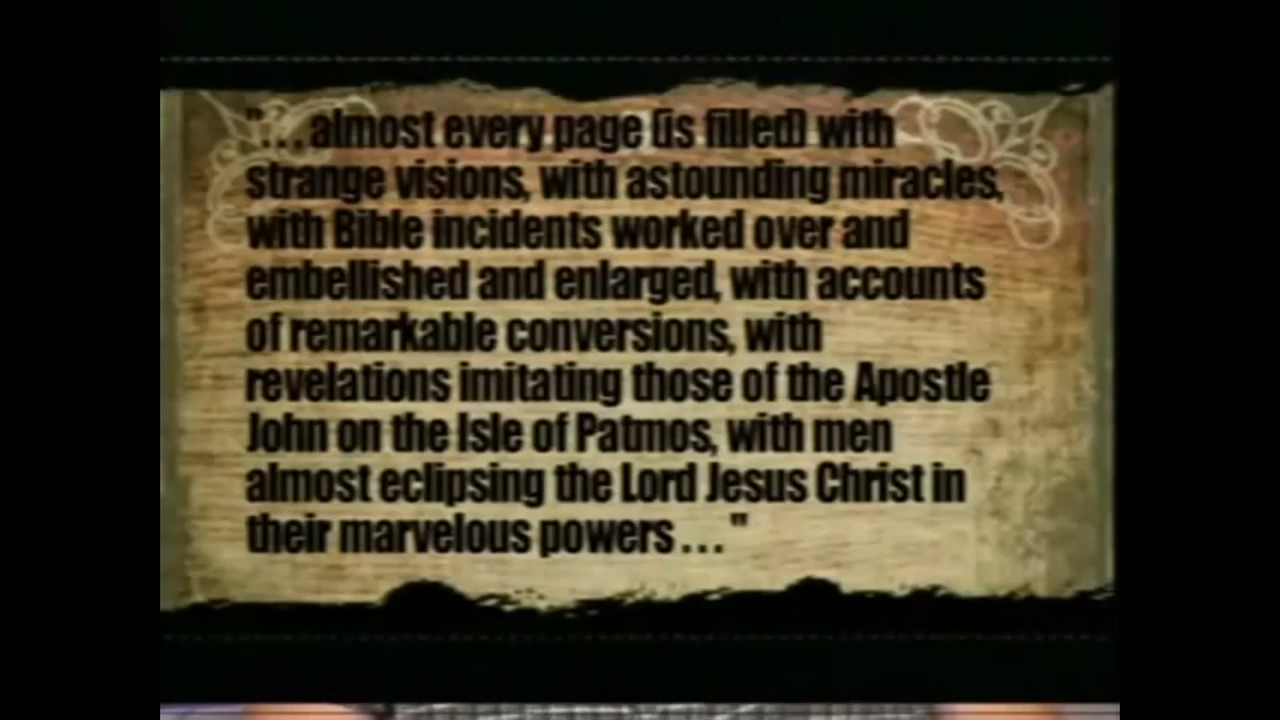 "...almost every page [is filled] with
strange visions, with astounding miracles,
with Bible incidents worked over and
embellished and enlarged, with accounts
of remarkable conversions, with
revelations imitating those of the Apostle
John on the Isle of Patmos, with men
almost eclipsing the Lord Jesus Christ in
their marvelous powers..."